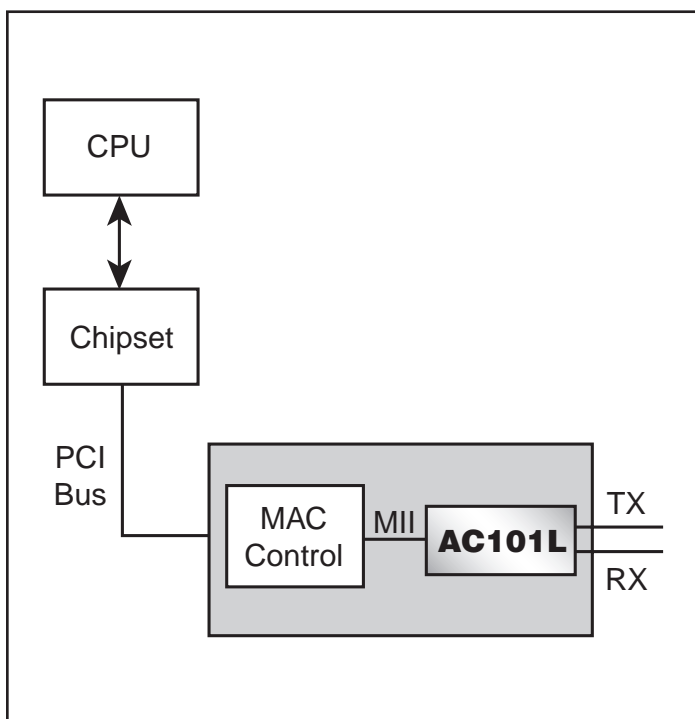 CPU
Chipset
PCI
Bus
MAC
Control
MII
AC101L
TX
RX